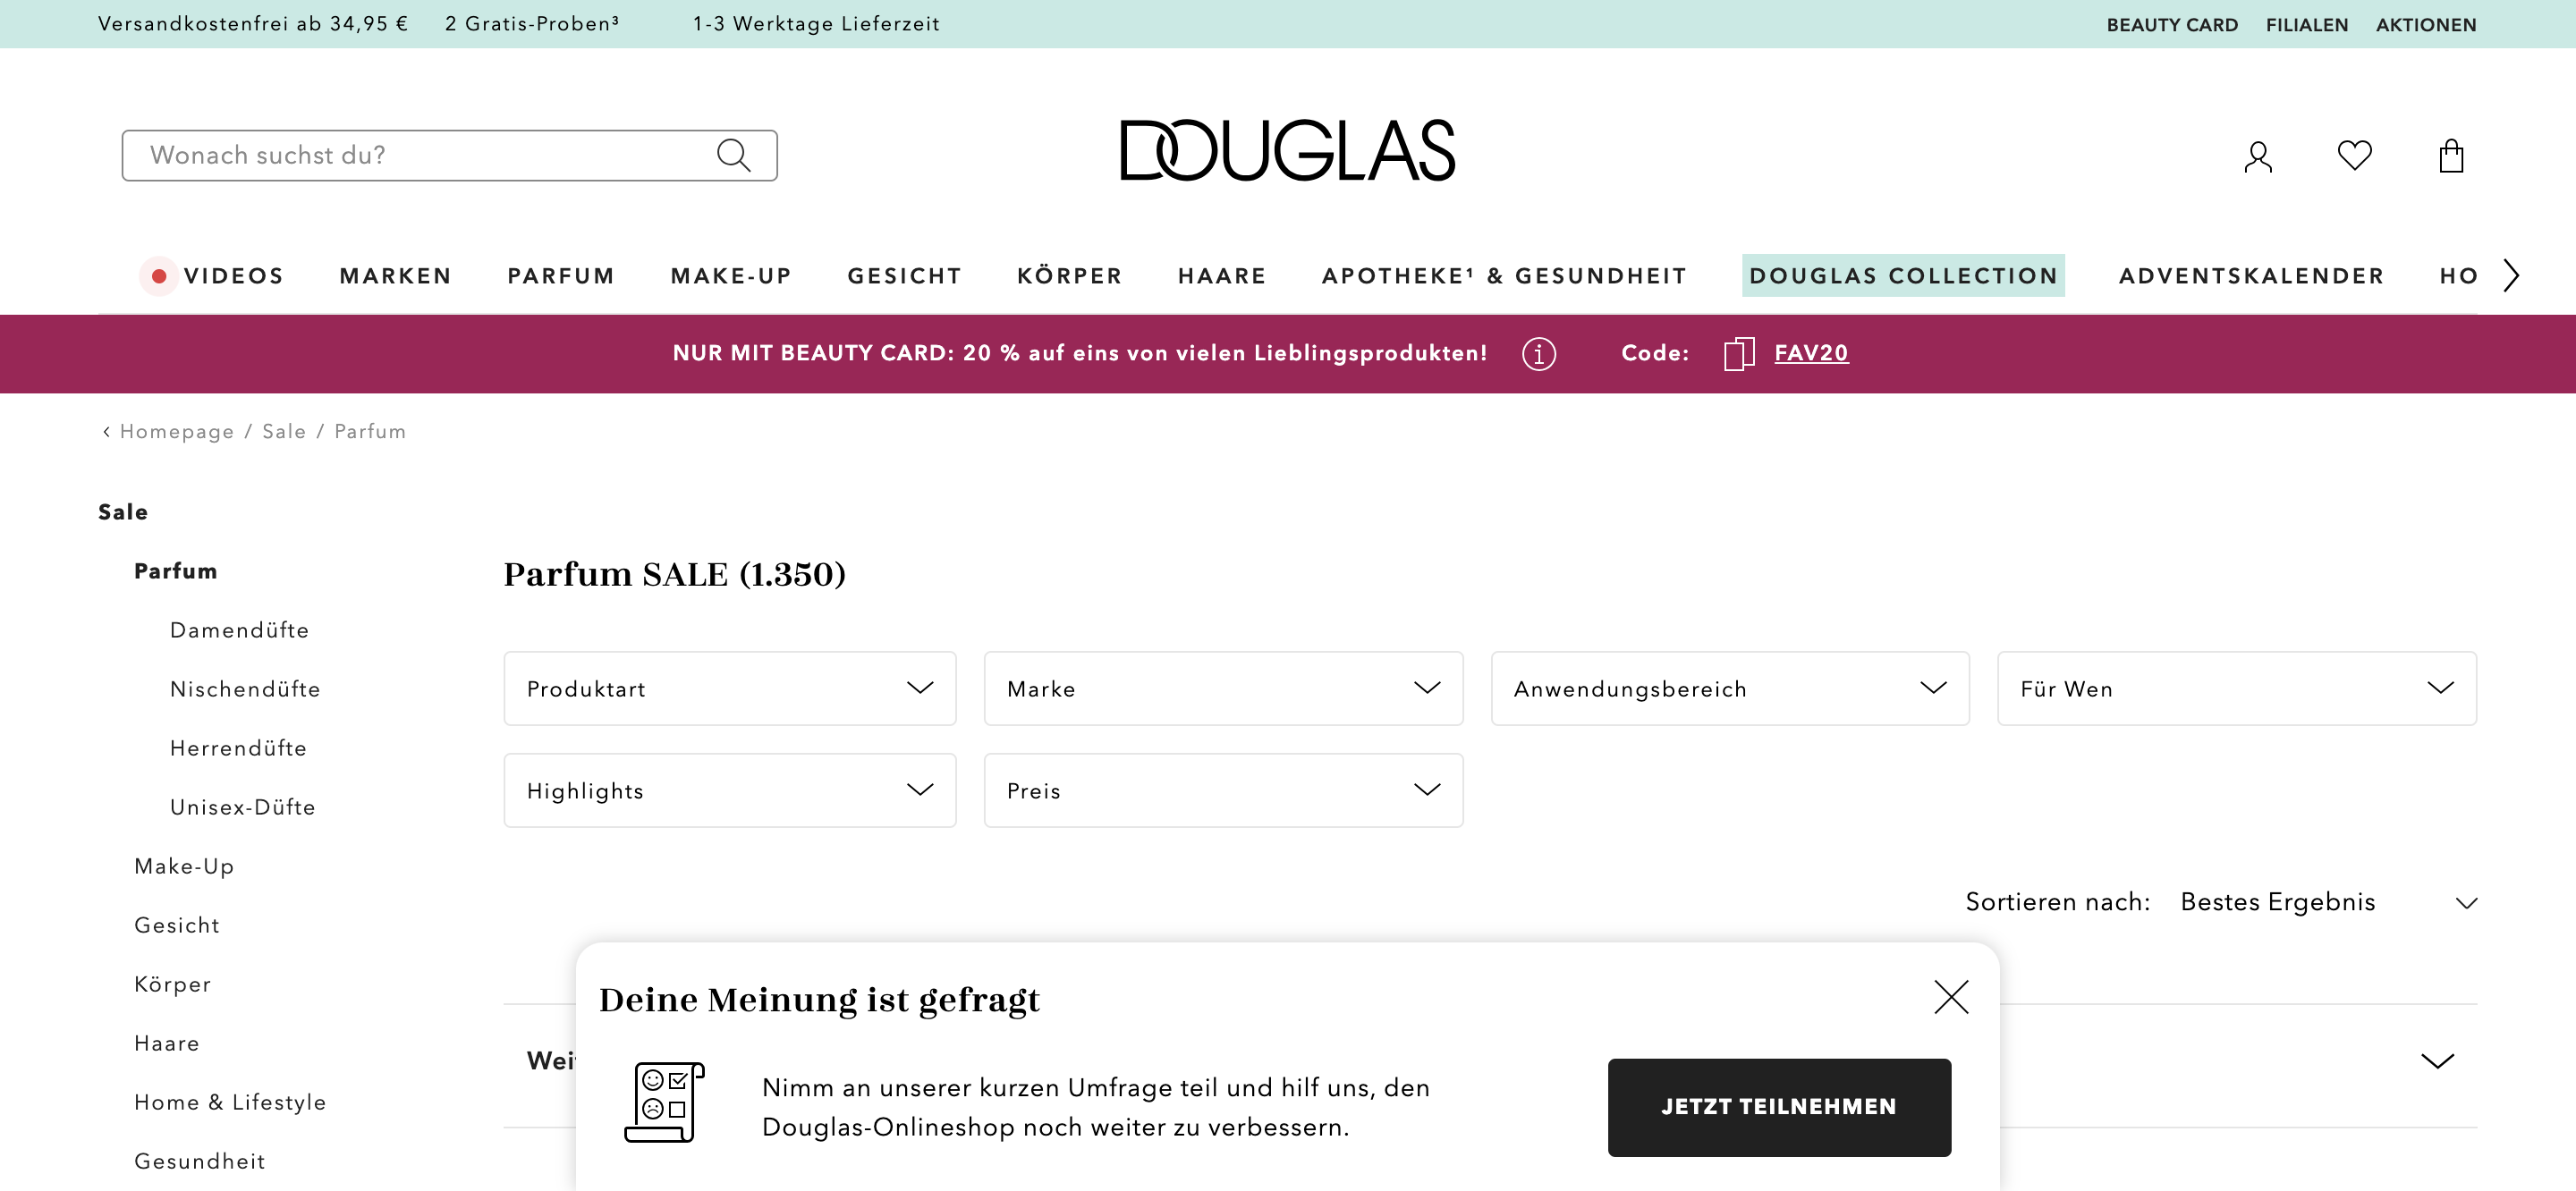 Versandkostenfrei ab 34,95 € 2 Gratis-Proben³ 1-3 Werktage Lieferzeit BEAUTY CARD FILIALEN AKTIONEN
Wonach suchst du? DOUGLAS
VIDEOS MARKEN PARFUM MAKE-UP GESICHT KÖRPER HAARE APOTHEKE¹ & GESUNDHEIT DOUGLAS COLLECTION ADVENTSKALENDER HO
NUR MIT BEAUTY CARD: 20 % auf eins von vielen Lieblingsprodukten! Code: FAV20
Homepage / Sale / Parfum
Sale
Parfum
Damendüfte
Nischendüfte
Herrendüfte
Unisex-Düfte
Make-Up
Gesicht
Körper
Haare
Home & Lifestyle
Gesundheit
Parfum SALE (1.350)
Produktart Marke Anwendungsbereich Für Wen
Highlights Preis
Sortieren nach: Bestes Ergebnis
Deine Meinung ist gefragt
Nimm an unserer kurzen Umfrage teil und hilf uns, den
Douglas-Onlineshop noch weiter zu verbessern.
JETZT TEILNEHMEN